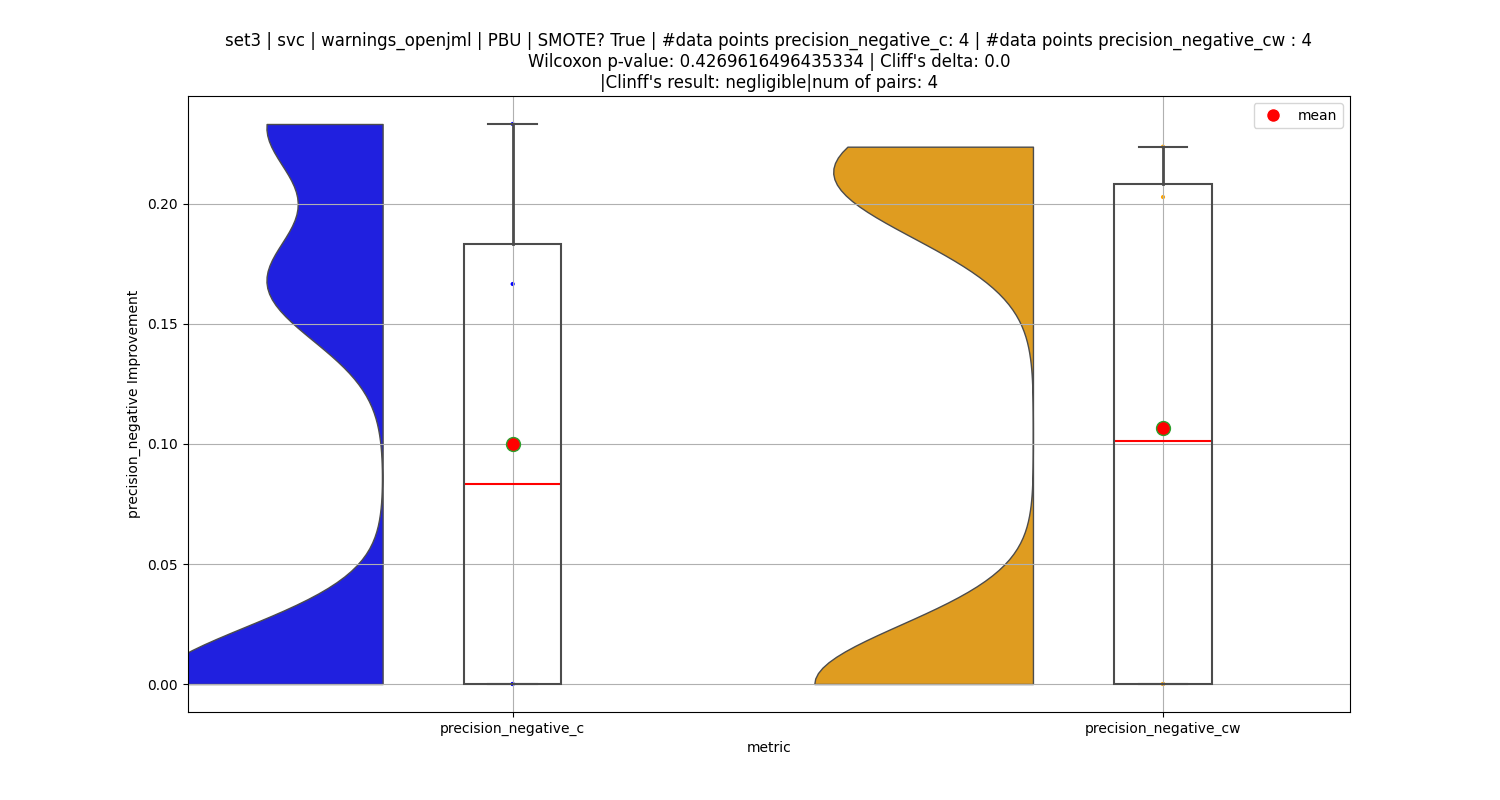 set3 | svc | warnings_openjml | PBU | SMOTE? True | #data points precision_negative_c: 4 | #data points precision_negative_cw : 4
Wilcoxon p-value: 0.4269616496435334 | Cliff's delta: 0.0
|Clinff's result: negligible|num of pairs: 4
mean
precision_negative Improvement
0.20
0.15
0.10
0.05
0.00
precision_negative_c
precision_negative_cw
metric